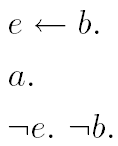 e ← b.
a.
¬e. ¬b.